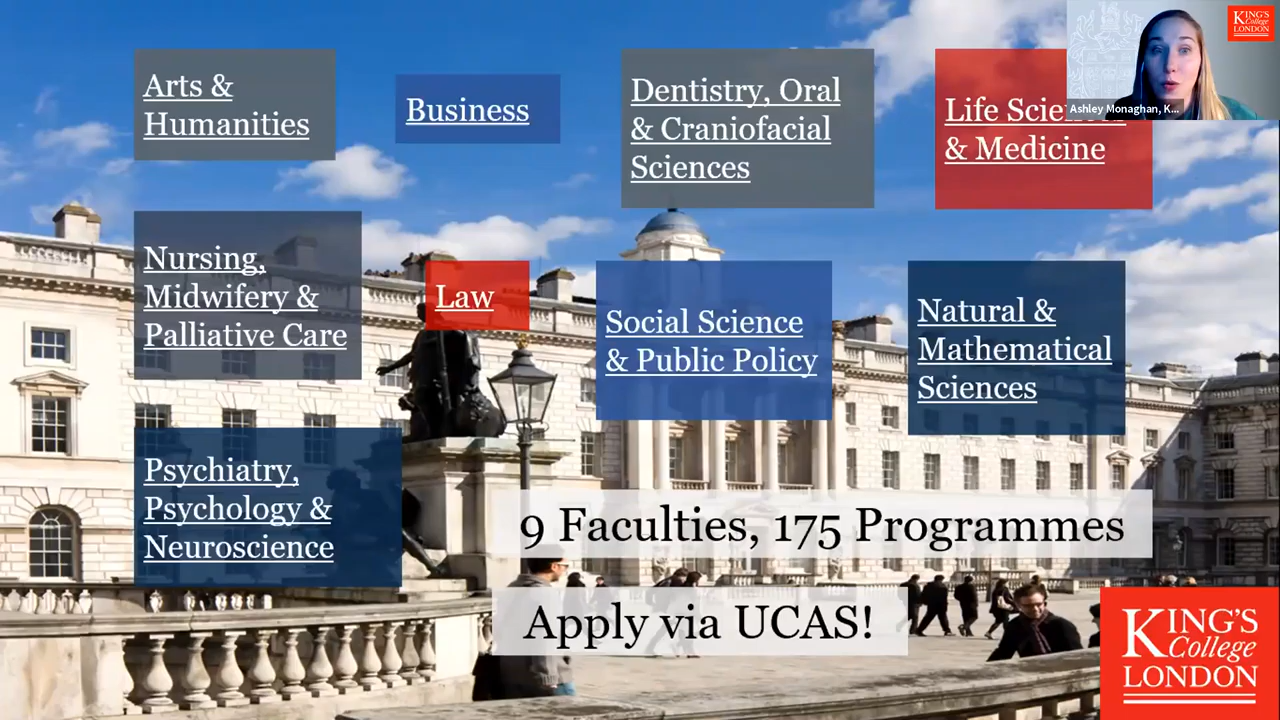 Arts &
Humanities
Business
Dentistry, Oral
& Craniofacial
Sciences
Life
& Medicine
KING'S
College
LONDON
Ashley Monaghan, K...
Nursing,
Midwifery &
Palliative Care
Law
Social Science
& Public Policy
Natural &
Mathematical
Sciences
Psychiatry,
Psychology &
Neuroscience
9 Faculties, 175 Programmes
Apply via UCAS!
KING'S
College
LONDON